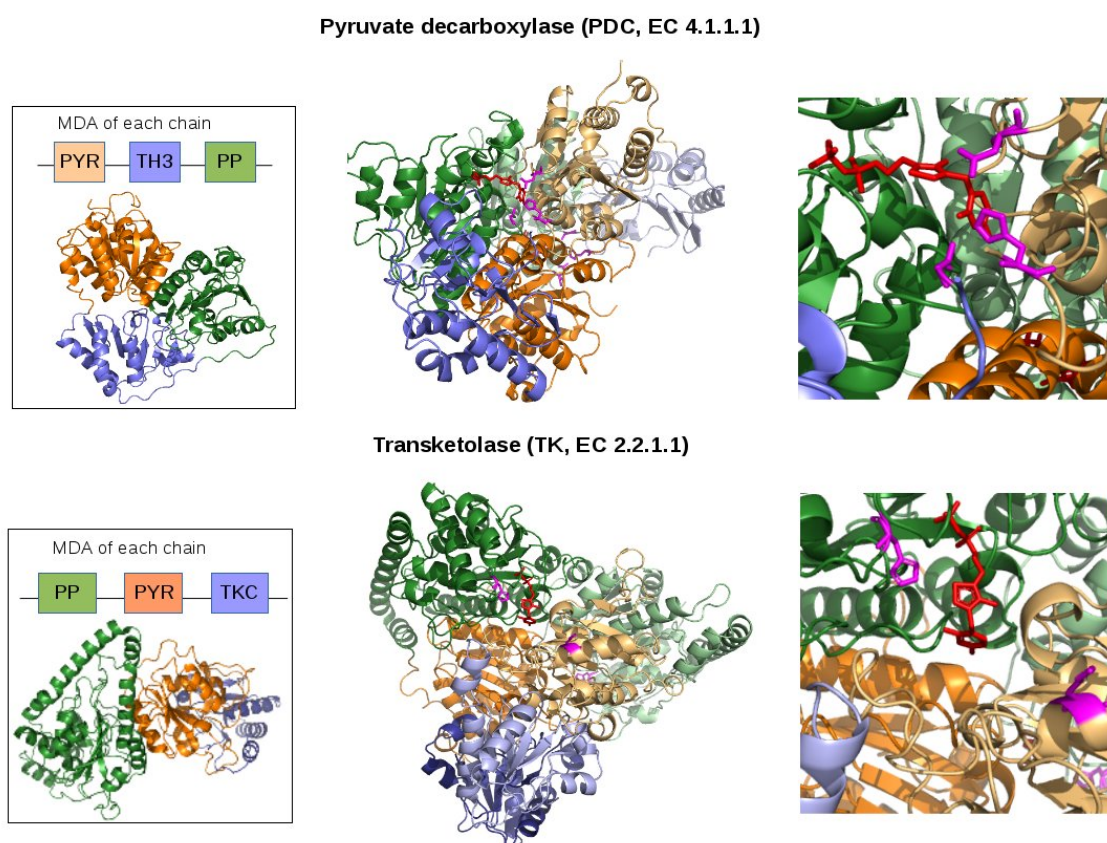 Pyruvate decarboxylase (PDC, EC 4.1.1.1)
MDA of each chain
PYR TH3 PP
Transketolase (TK, EC 2.2.1.1)
MDA of each chain
PP PYR TKC